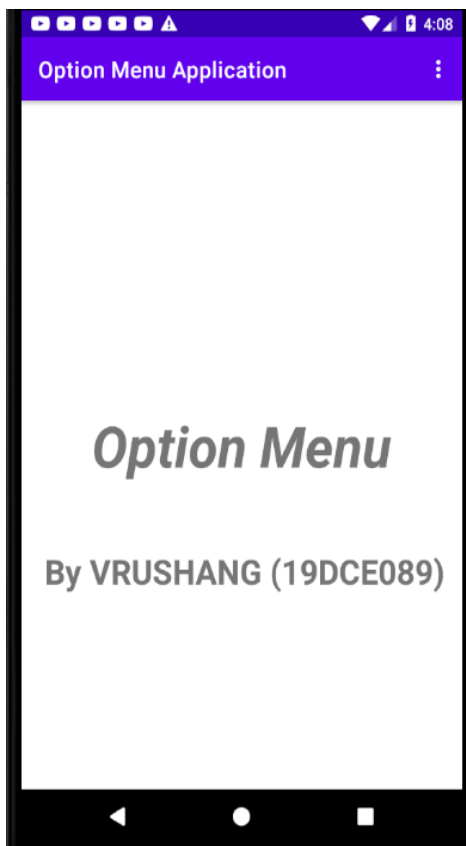 4:08
Option Menu Application
Option Menu
By VRUSHANG (19DCE089)